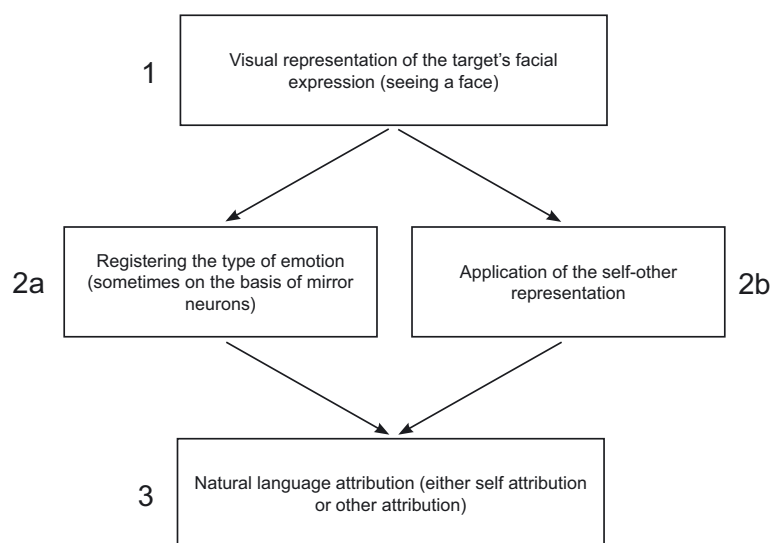 1
Visual representation of the target's facial
expression (seeing a face)
2a
Registering the type of emotion
(sometimes on the basis of mirror
neurons)
Application of the self-other
representation
2b
3
Natural language attribution (either self attribution
or other attribution)